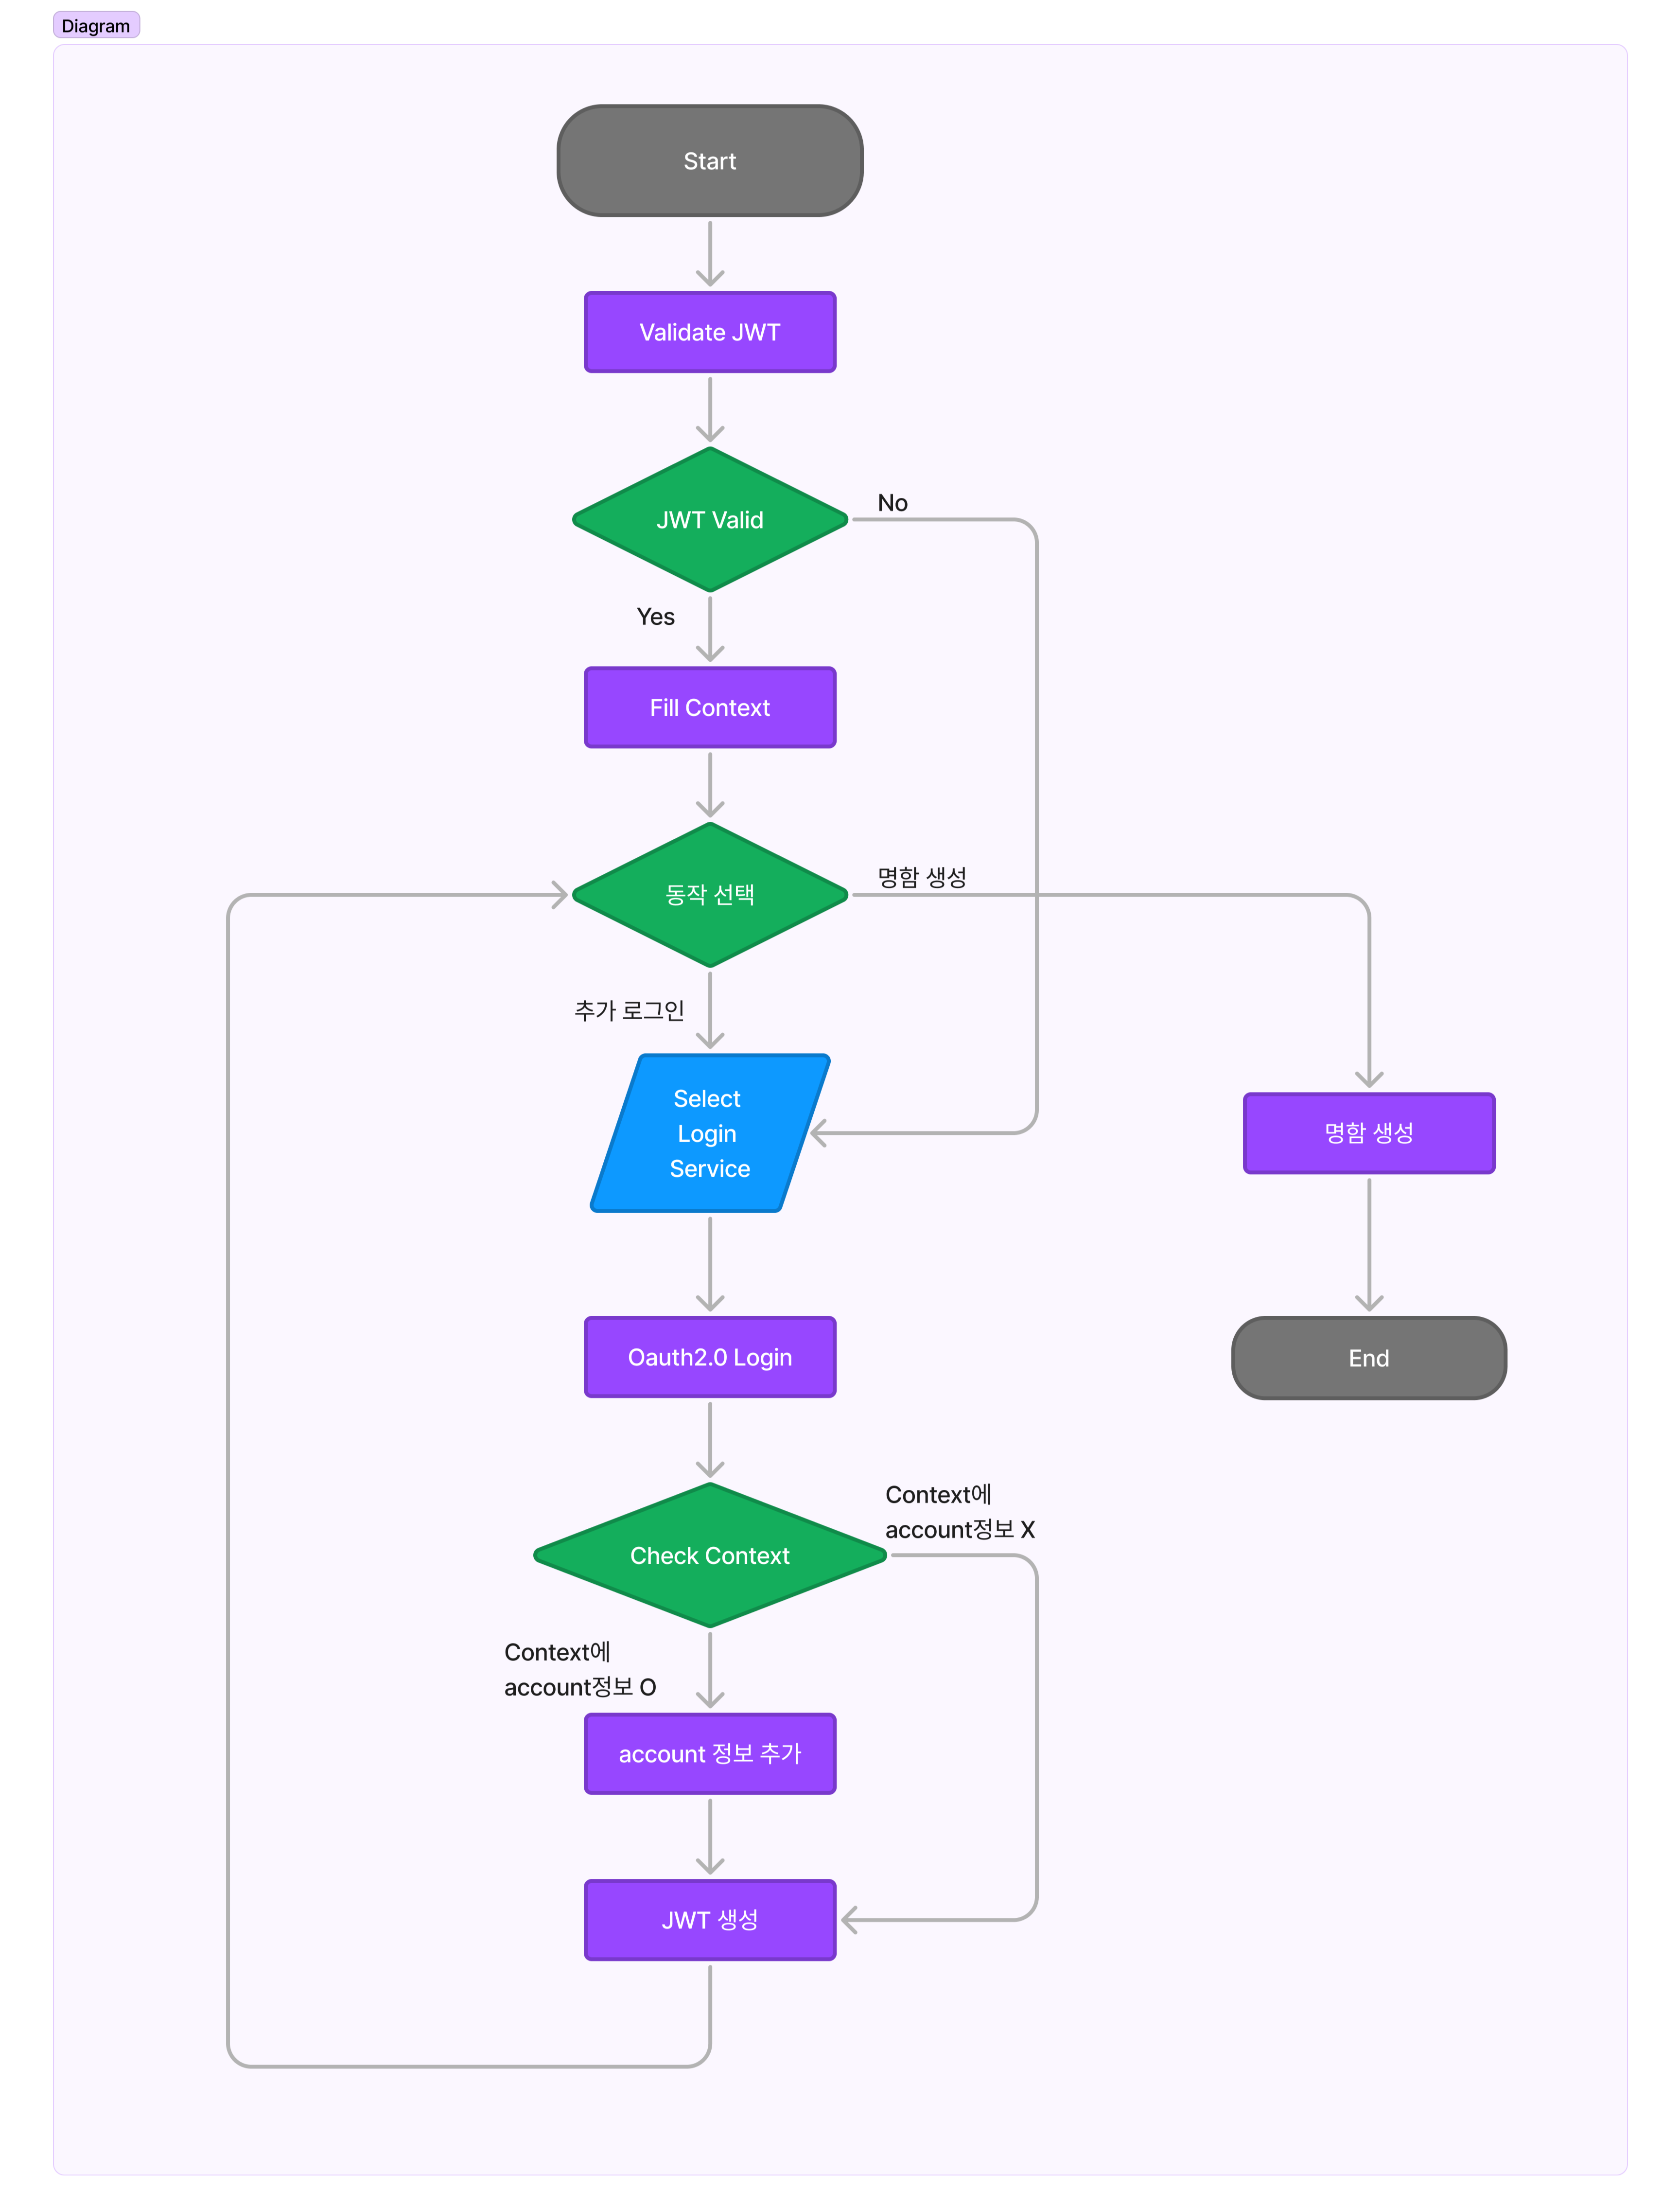 Diagram
Start
Validate JWT
JWT Valid
No
Yes
Fill Context
동작 선택
명함 생성
추가 로그인
Select
Login
Service
명함 생성
Oauth2.0 Login
End
Check Context
Context에
account정보 X
Context에
account정보 O
account 정보 추가
JWT 생성